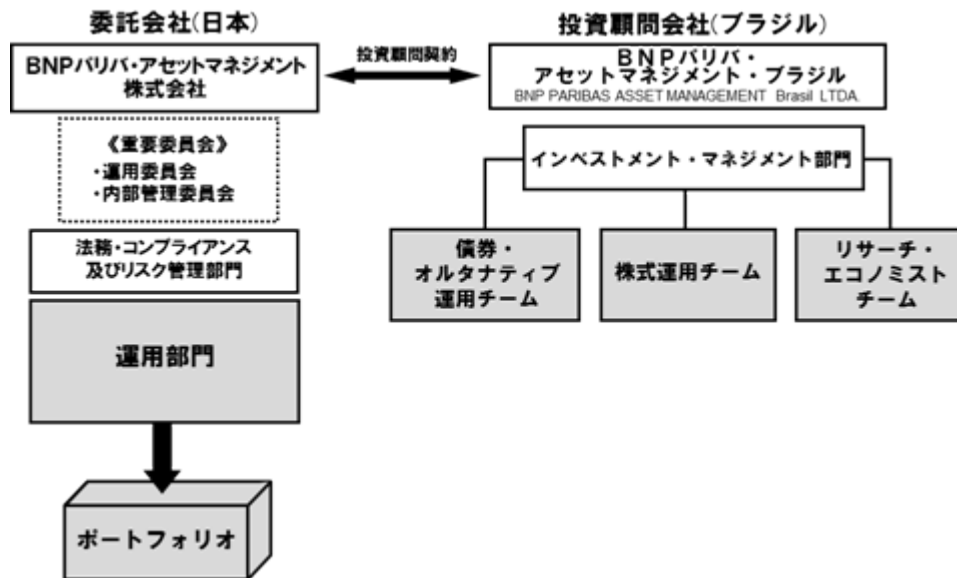 委託会社(日本)
BNPパリバ・アセットマネジメント
株式会社
《重要委員会》
・運用委員会
・内部管理委員会
法務・コンプライアンス
及びリスク管理部門
運用部門
ポートフォリオ
投資顧問契約
投資顧問会社(ブラジル)
BNPパリバ・
アセットマネジメント・ブラジル
BNP PARIBAS ASSET MANAGEMENT Brasil LTDA.
インベストメント・マネジメント部門
債券・
オルタナティブ
運用チーム
株式運用チーム
リサーチ・
エコノミスト
チーム